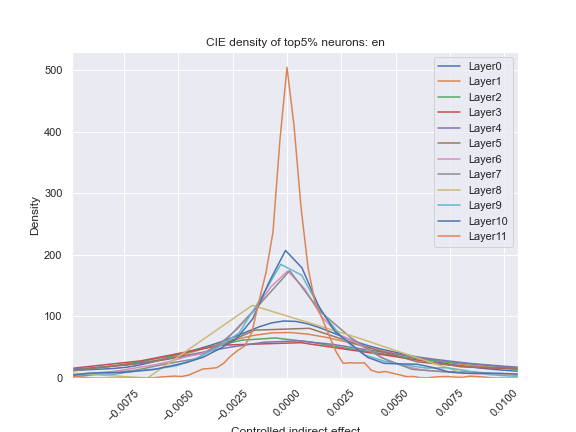 CIE density of top5% neurons: en
500
400
300
200
100
0
Density
-0.0075
-0.0050
-0.0025
0.0000
0.0025
0.0050
0.0075
0.0100
Controlled indirect effect
Layer0
Layer1
Layer2
Layer3
Layer4
Layer5
Layer6
Layer7
Layer8
Layer9
Layer10
Layer11